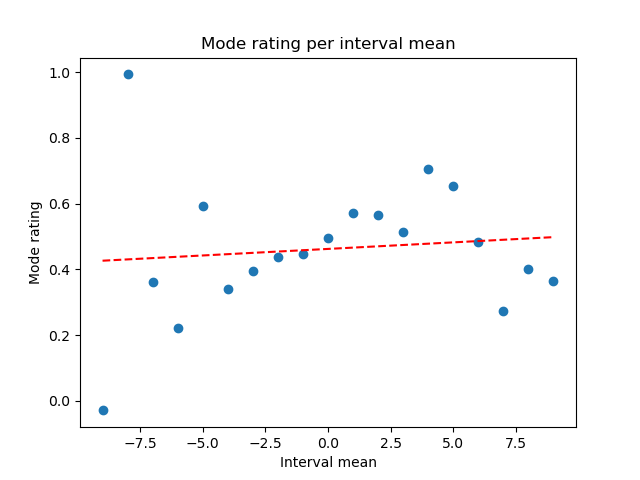 Mode rating per interval mean
1.0
0.8
0.6
0.4
0.2
0.0
Mode rating
−7.5 −5.0 −2.5 0.0 2.5 5.0 7.5
Interval mean